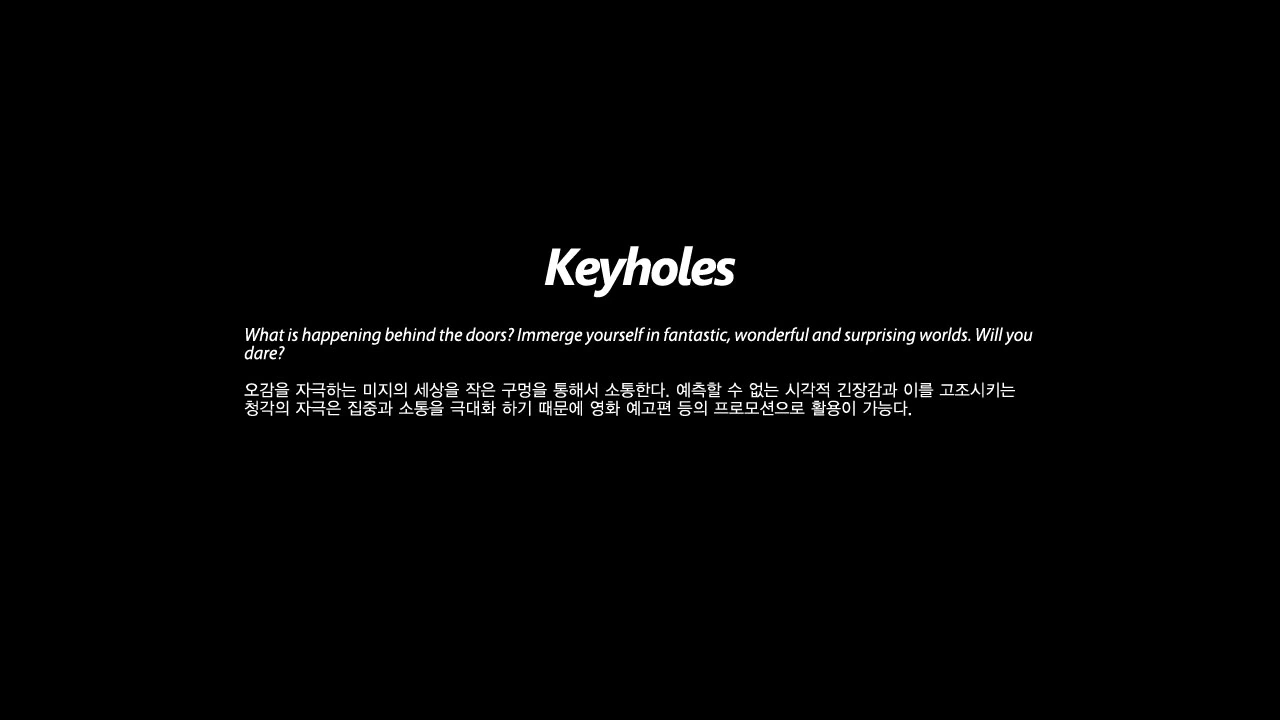 Keyholes
What is happening behind the doors? Immerge yourself in fantastic, wonderful and surprising worlds. Will you
dare?
오감을 자극하는 미지의 세상을 작은 구멍을 통해서 소통한다. 예측할 수 없는 시각적 긴장감과 이를 고조시키는
청각의 자극은 집중과 소통을 극대화 하기 때문에 영화 예고편 등의 프로모션으로 활용이 가능다.